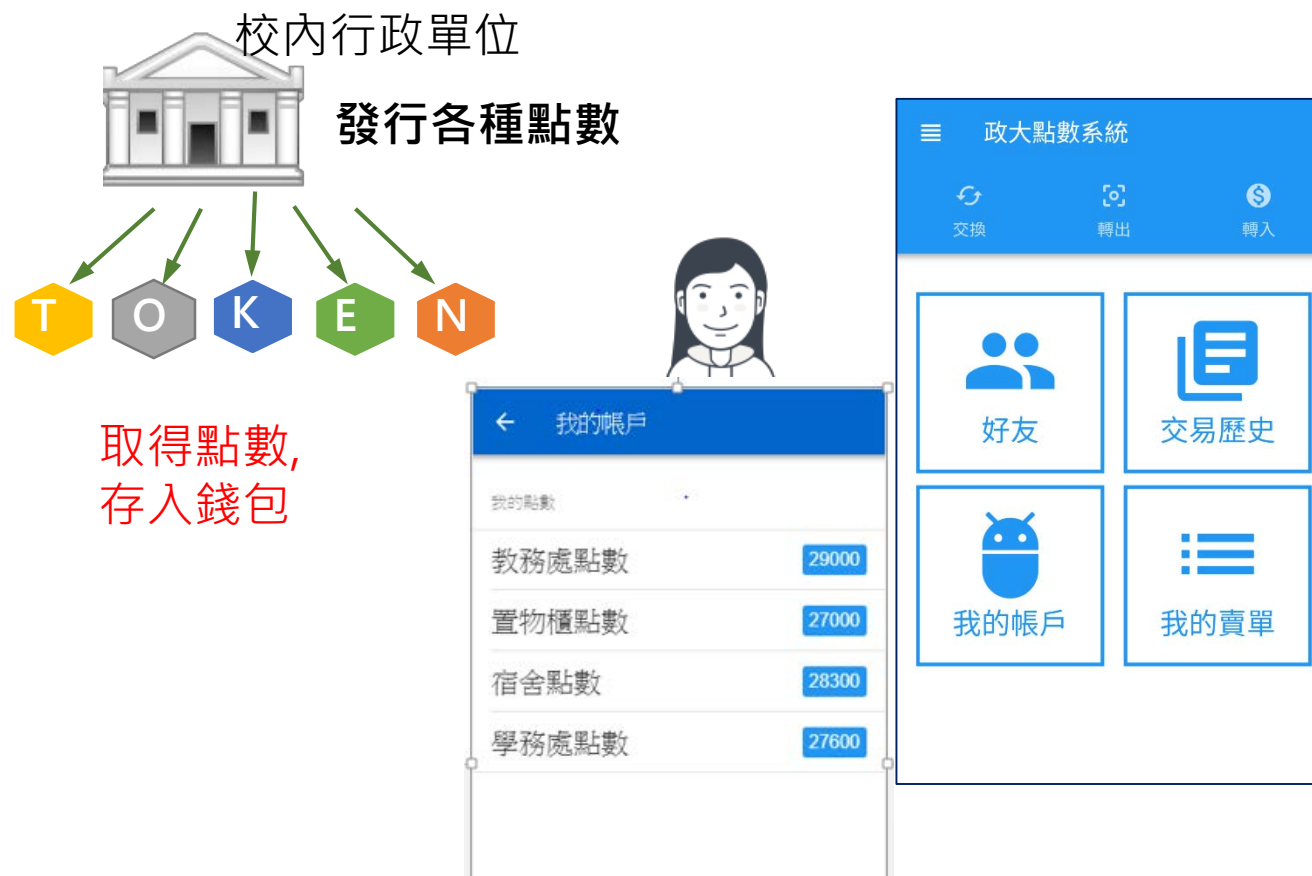 校內行政單位
發行各種點數
T O K E N
取得點數,
存入錢包
我的帳戶
我的點數
教務處點數 29000
置物櫃點數 27000
宿舍點數 28300
學務處點數 27600
政大點數系統
交換 轉出 轉入
好友 交易歷史
我的帳戶 我的賣單